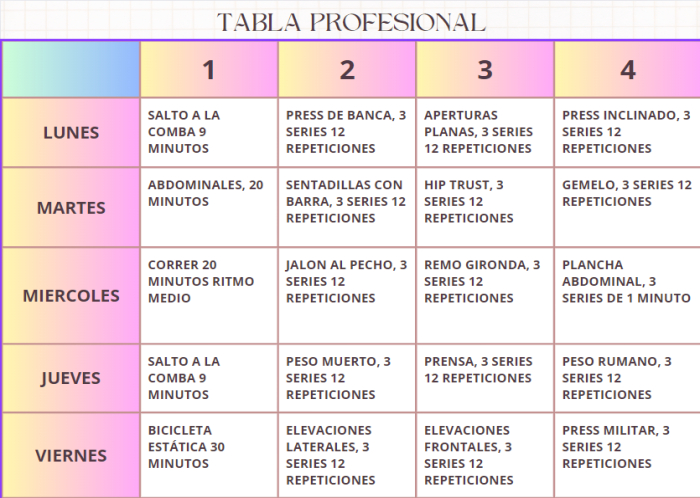 TABLA PROFESIONAL
1 2 3 4
LUNES
SALTO A LA
COMBA 9
MINUTOS
PRESS DE BANCA, 3
SERIES 12
REPETICIONES
APERTURAS
PLANAS, 3 SERIES
12 REPETICIONES
PRESS INCLINADO, 3
SERIES 12
REPETICIONES
MARTES
ABDOMINALES, 20
MINUTOS
SENTADILLAS CON
BARRA, 3 SERIES 12
REPETICIONES
HIP TRUST, 3
SERIES 12
REPETICIONES
GEMELO, 3 SERIES 12
REPETICIONES
MIERCOLES
CORRER 20
MINUTOS RITMO
MEDIO
JALON AL PECHO, 3
SERIES 12
REPETICIONES
REMO GIRONDA, 3
SERIES 12
REPETICIONES
PLANCHA
ABDOMINAL, 3
SERIES DE 1 MINUTO
JUEVES
SALTO A LA
COMBA 9
MINUTOS
PESO MUERTO, 3
SERIES 12
REPETICIONES
PRENSA, 3 SERIES
12 REPETICIONES
PESO RUMANO, 3
SERIES 12
REPETICIONES
VIERNES
BICICLETA
ESTÁTICA 30
MINUTOS
ELEVACIONES
LATERALES, 3
SERIES 12
REPETICIONES
ELEVACIONES
FRONTALES, 3
SERIES 12
REPETICIONES
PRESS MILITAR, 3
SERIES 12
REPETICIONES